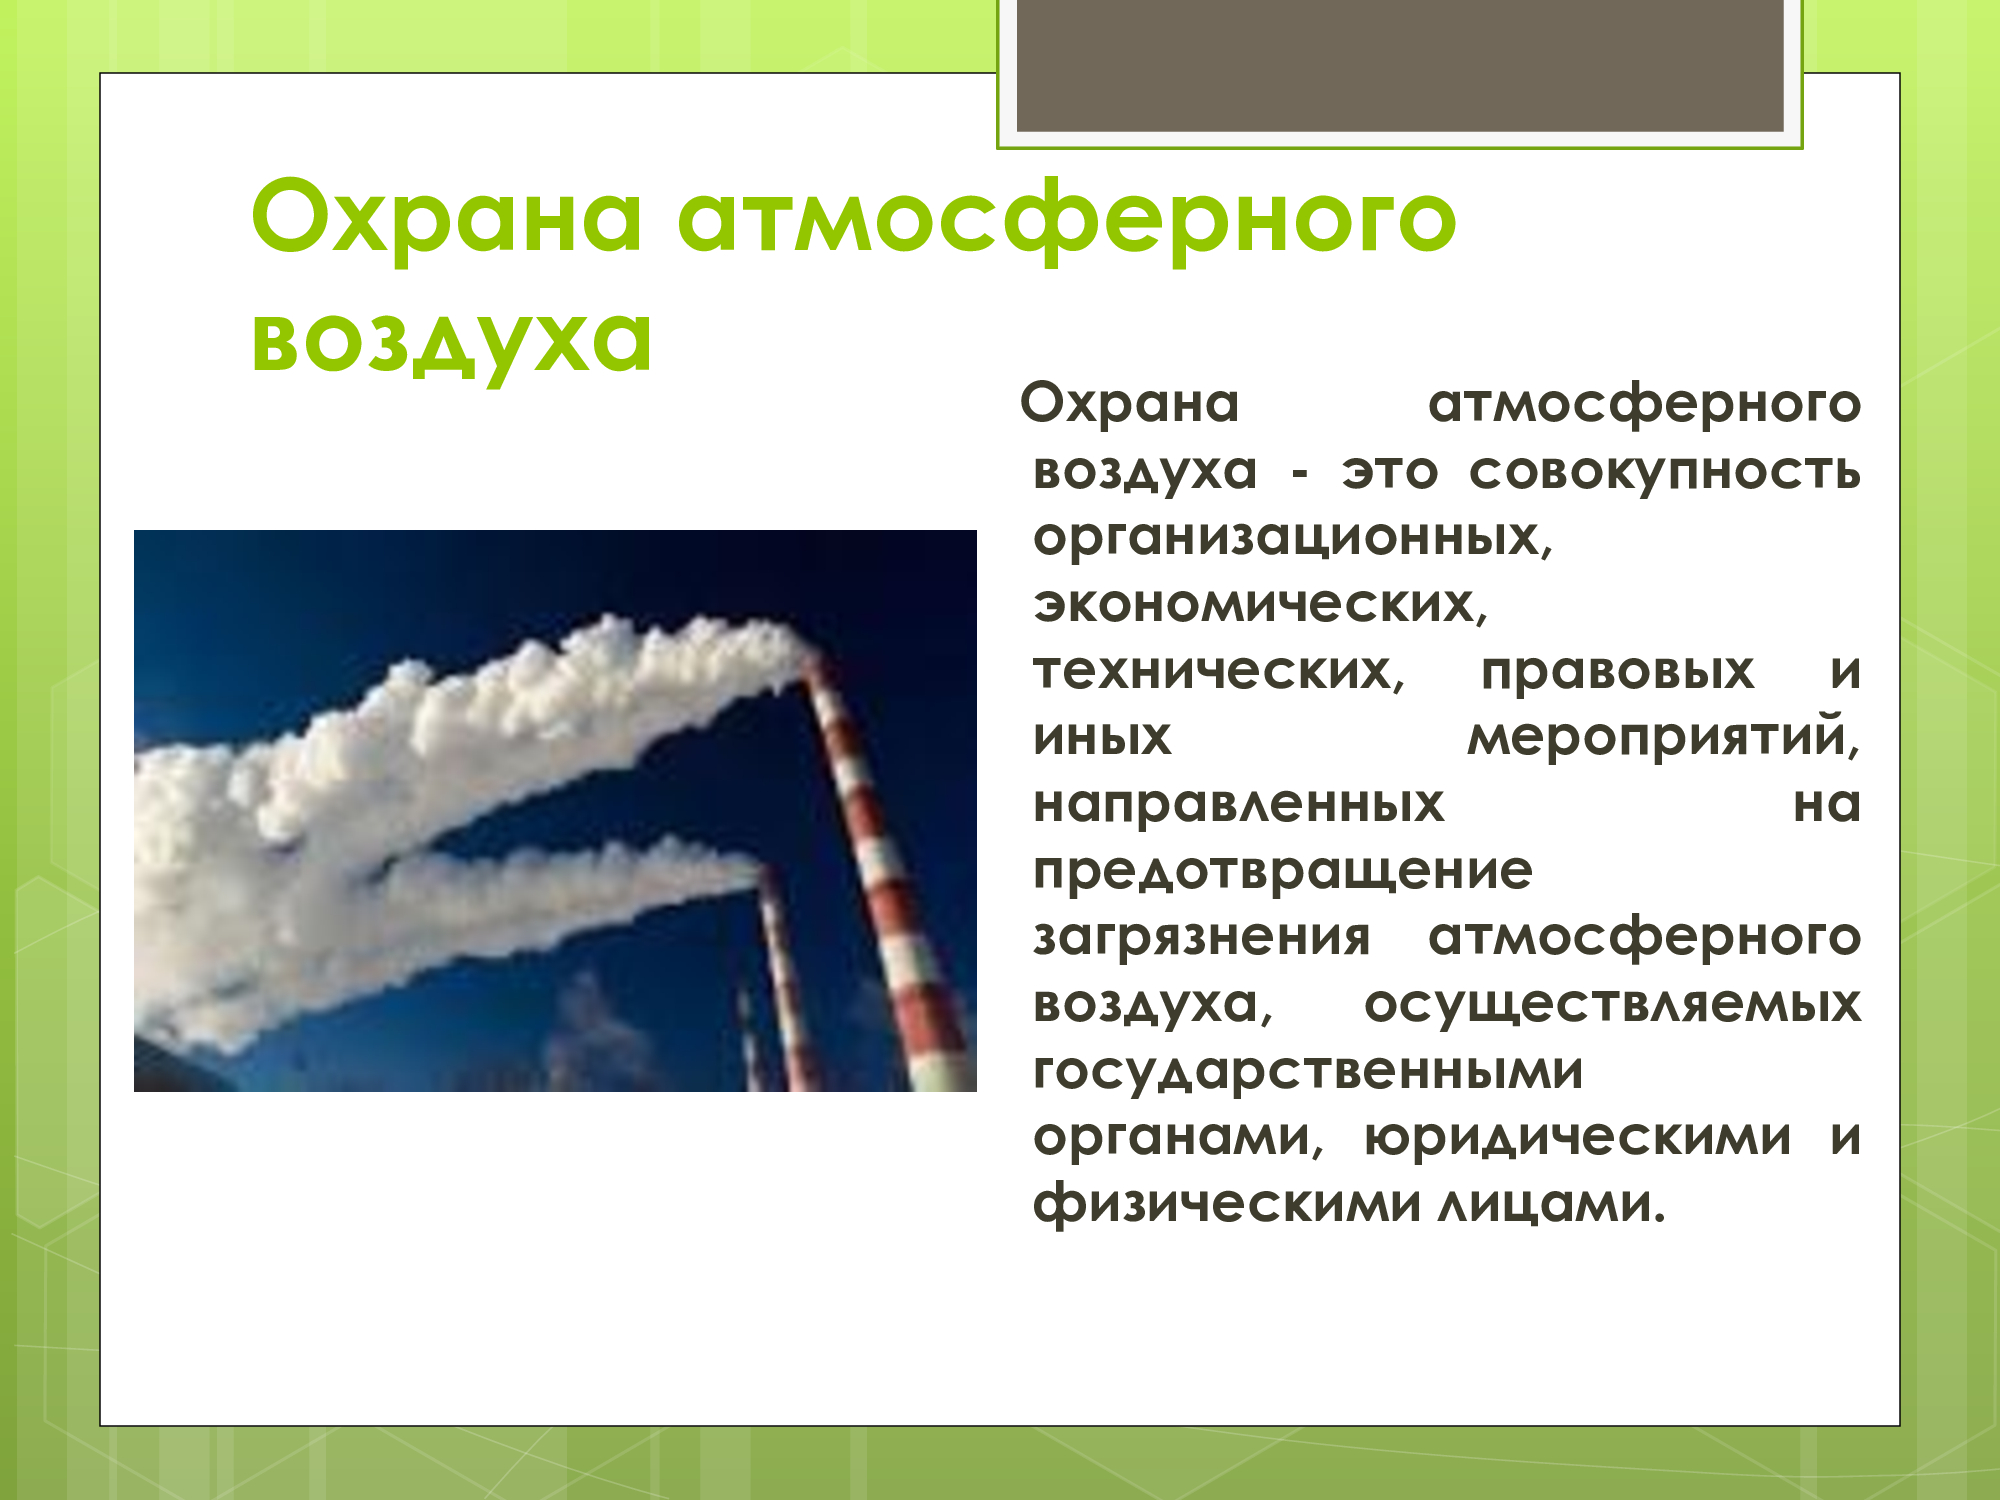 Охрана атмосферного
воздуха
Охрана атмосферного
воздуха - это совокупность
организационных,
экономических,
технических, правовых и
иных мероприятий,
направленных на
предотвращение
загрязнения атмосферного
воздуха, осуществляемых
государственными
органами, юридическими и
физическими лицами.